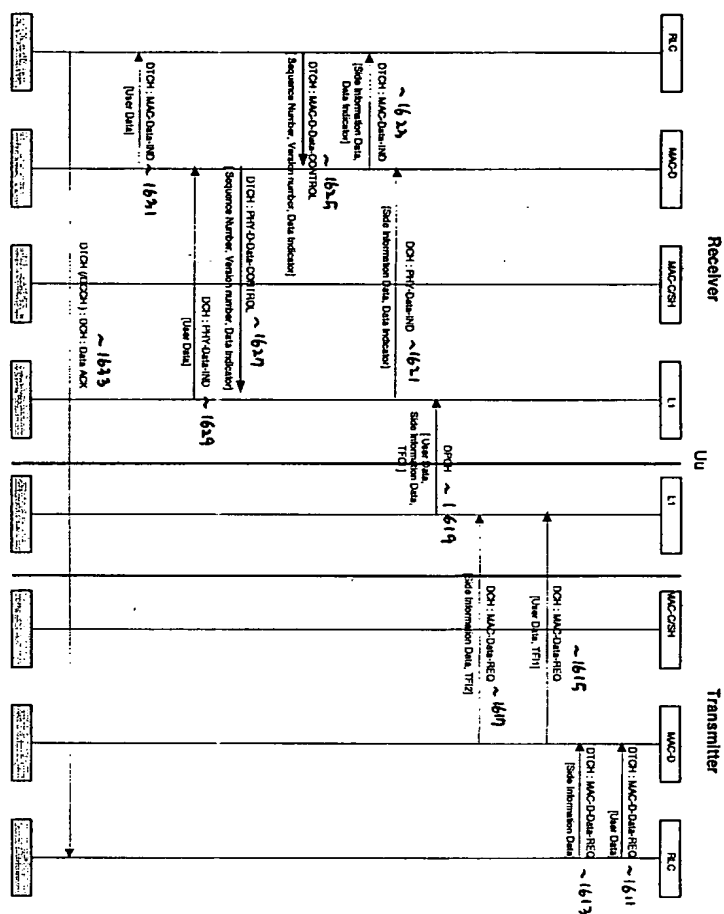 Receiver
Uu
Transmitter
RLC
MAC-D
MAC-C/SH
L1
L1
MAC-C/SH
MAC-D
RLC
DTCH : MAC-D-Data-REQ ~1611
[User Data]
DTCH : MAC-D-Data-REQ ~1613
[Side Information Data]
DCH : MAC-Data-REQ ~1615
[User Data, TFI1]
DCH : MAC-Data-REQ ~1617
[Side Information Data, TFI2]
DPCH ~1619
[User Data,
Side Information Data,
TFCI]
DCH : PHY-Data-IND ~1621
[Side Information Data, Data Indicator]
DTCH : MAC-Data-IND ~1623
[Side Information Data,
Data Indicator]
DTCH : MAC-D-Data-CONTROL ~1625
[Sequence Number, Version number, Data Indicator]
DTCH : PHY-D-Data-CONTROL ~1627
[Sequence Number, Version number, Data Indicator]
DCH : PHY-Data-IND ~1629
[User Data]
DTCH : MAC-Data-IND ~1631
[User Data]
~1633
DTCH (/DCCH) : DCH : Data ACK